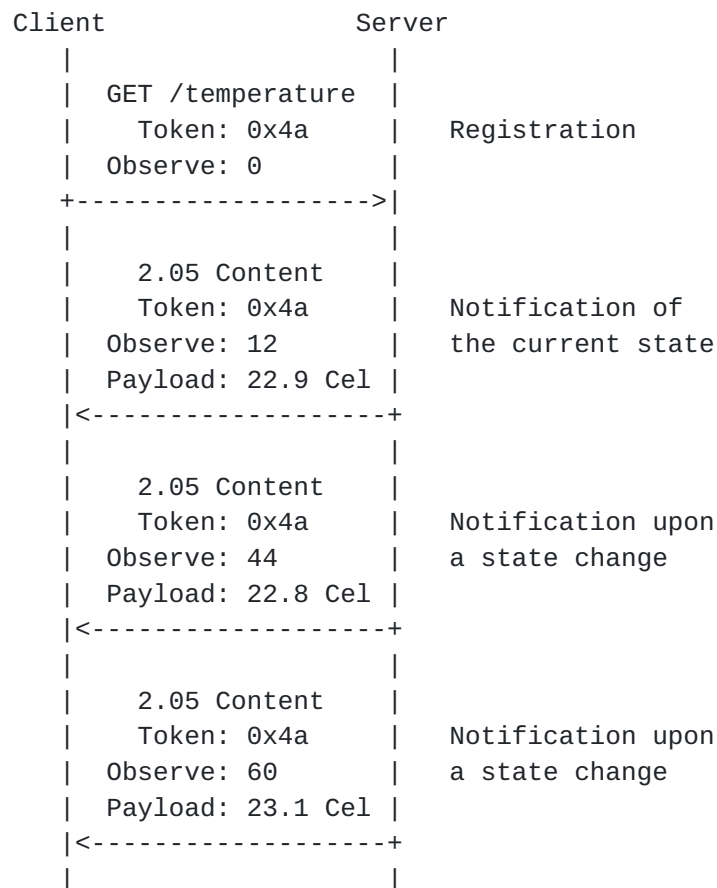 Client Server
GET /temperature
Token: 0x4a Registration
Observe: 0
2.05 Content
Token: 0x4a Notification of
Observe: 12 the current state
Payload: 22.9 Cel
2.05 Content
Token: 0x4a Notification upon
Observe: 44 a state change
Payload: 22.8 Cel
2.05 Content
Token: 0x4a Notification upon
Observe: 60 a state change
Payload: 23.1 Cel